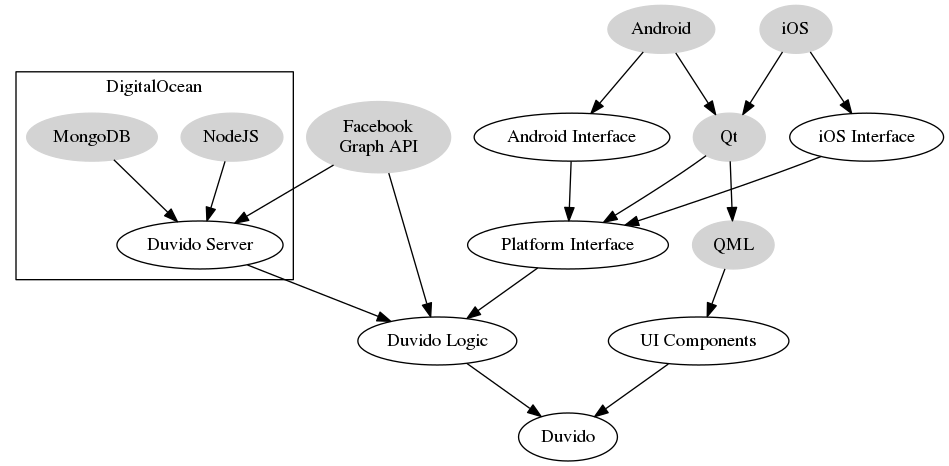 Android
iOS
DigitalOcean
MongoDB
NodeJS
Facebook
Graph API
Android Interface
Qt
iOS Interface
Duvido Server
Platform Interface
QML
Duvido Logic
UI Components
Duvido